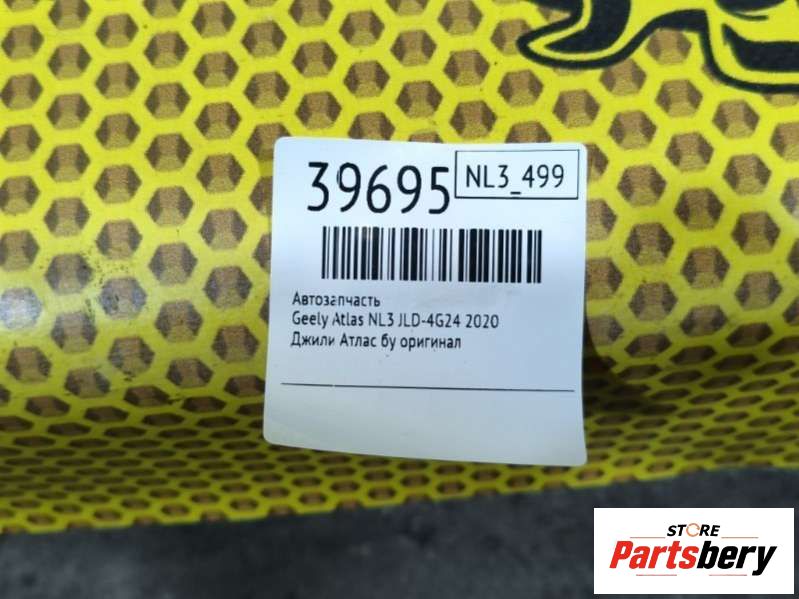 39695
NL3_499
Автозапчасть
Geely Atlas NL3 JLD-4G24 2020
Джили Атлас бу оригинал
STORE
Partsbery